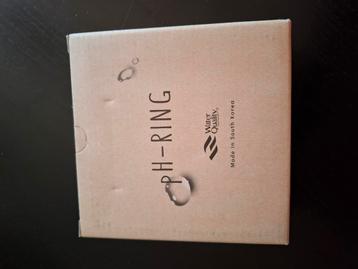 PH-RING
Water
Quality
Made in South Korea